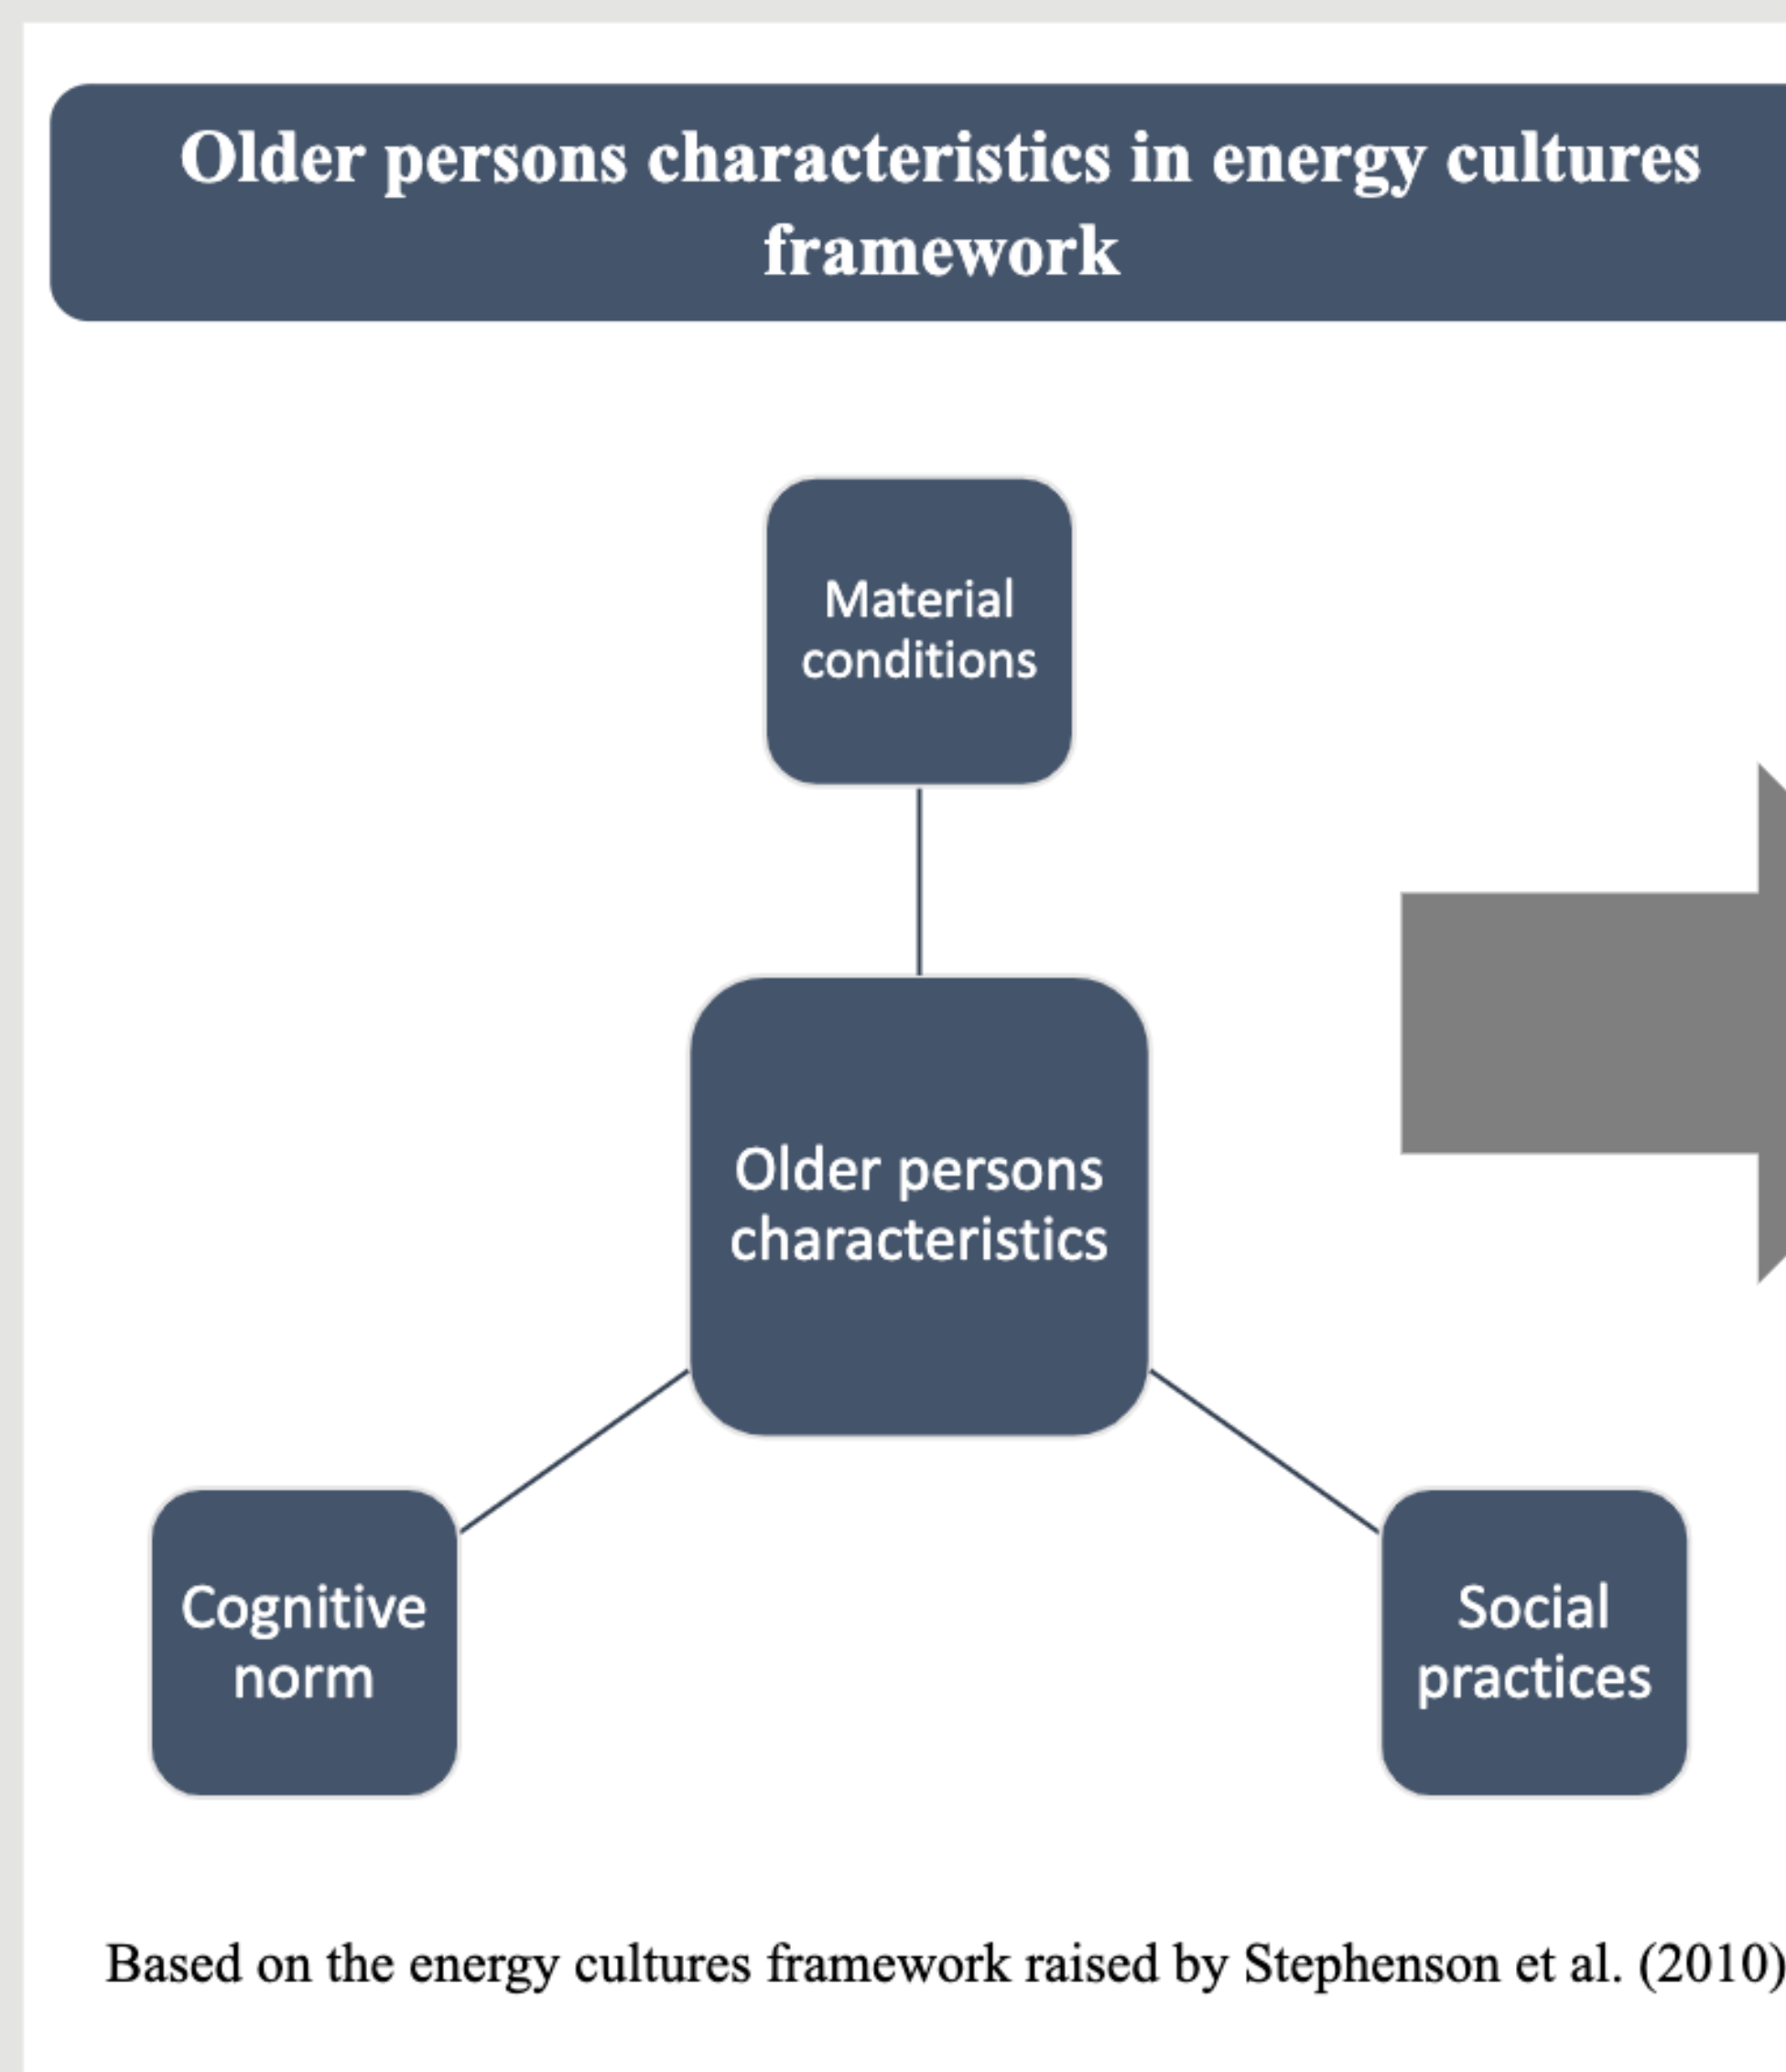 Older persons characteristics in energy cultures
framework
Material
conditions
Older persons
characteristics
Cognitive
norm
Social
practices
Based on the energy cultures framework raised by Stephenson et al. (2010)